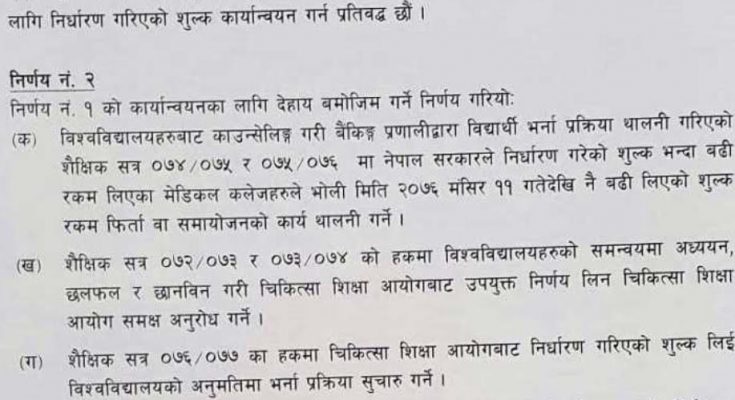 लागि निर्धारण गरिएको शुल्क कार्यान्वयन गर्न प्रतिबद्ध छौं ।
निर्णय नं. २
निर्णय नं. १ को कार्यान्वयनका लागि देहाय बमोजिम गर्ने निर्णय गरियो:
(क) विश्वविद्यालयहरुबाट काउन्सेलिङ्ग गरी बैंकिङ्ग प्रणालीद्वारा विद्यार्थी भर्ना प्रक्रिया थालनी गरिएको
शैक्षिक सत्र ०७४/०७५ र ०७५/०७६ मा नेपाल सरकारले निर्धारण गरेको शुल्क भन्दा बढी
रकम लिएका मेडिकल कलेजहरुले भोली मिति २०७६ मंसिर ११ गतेदेखि नै बढी लिएको शुल्क
रकम फिर्ता वा समायोजनको कार्य थालनी गर्ने ।
(ख) शैक्षिक सत्र ०७२/०७३ र ०७३/०७४ को हकमा विश्वविद्यालयहरुको समन्वयमा अध्ययन,
छलफल र छानविन गरी चिकित्सा शिक्षा आयोगबाट उपयुक्त निर्णय लिन चिकित्सा शिक्षा
आयोग समक्ष अनुरोध गर्ने ।
(ग) शैक्षिक सत्र ०७६/०७७ का हकमा चिकित्सा शिक्षा आयोगबाट निर्धारण गरिएको शुल्क लिई
विश्वविद्यालयको अनुमतिमा भर्ना प्रक्रिया सुचारु गर्ने ।